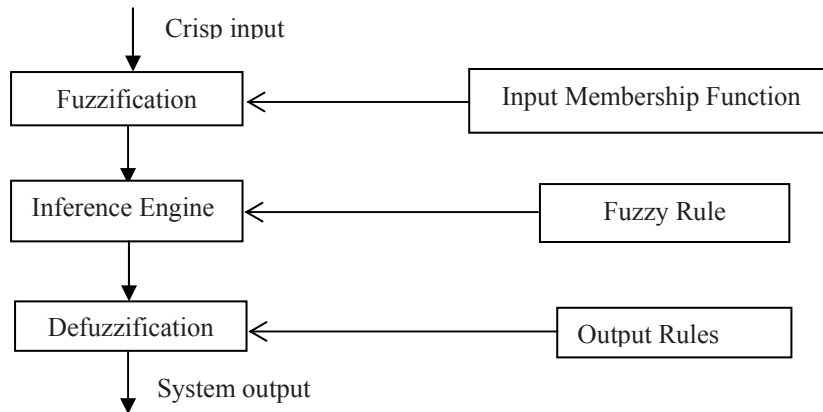 Crisp input
Fuzzification
Input Membership Function
Inference Engine
Fuzzy Rule
Defuzzification
Output Rules
System output